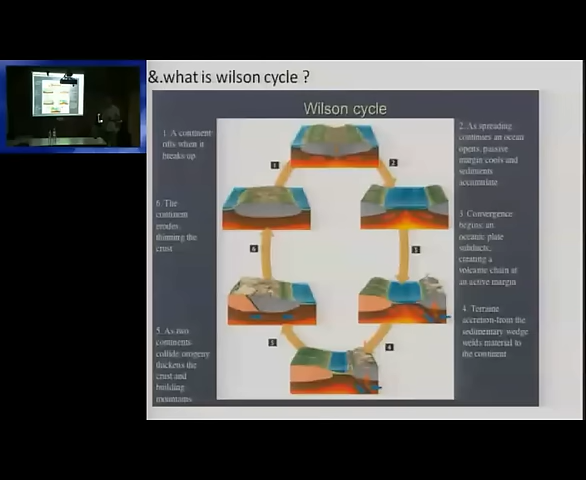 &.what is wilson cycle ?
Wilson cycle
1. A continent
rifts when it
breaks up
2. As spreading
continues an ocean
opens, passive
margin cools and
sediments
accumulate
3. Convergence
begins; an
oceanic plate
subducts,
creating a
volcanic chain at
an active margin
4. Terrane
accretion-from the
sedimentary wedge
welds material to
the continent
5. As two
continents
collide orogeny
thickens the
crust and
building
mountains
6. The
continent
erodes
thinning the
crust
1
2
3
4
5
6